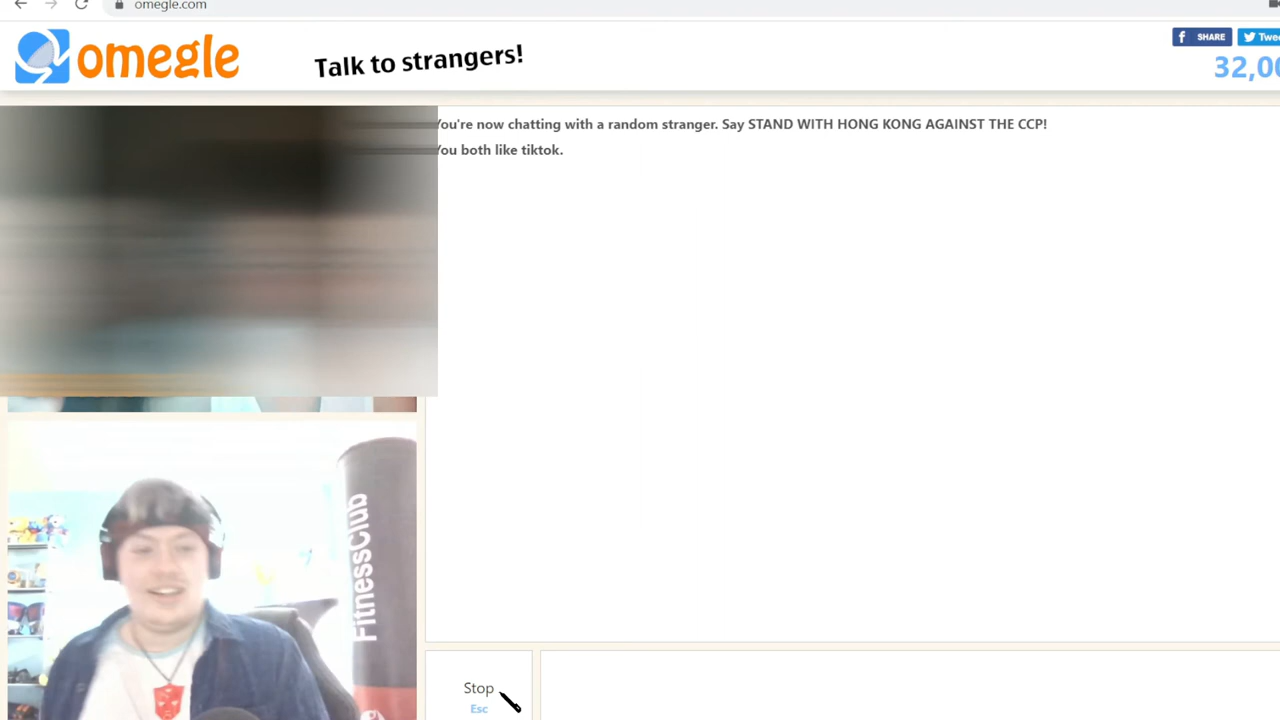 omegle.com
omegle
Talk to strangers!
SHARE
Twee
32,00
You're now chatting with a random stranger. Say STAND WITH HONG KONG AGAINST THE CCP!
You both like tiktok.
FitnessClub
Stop
Esc